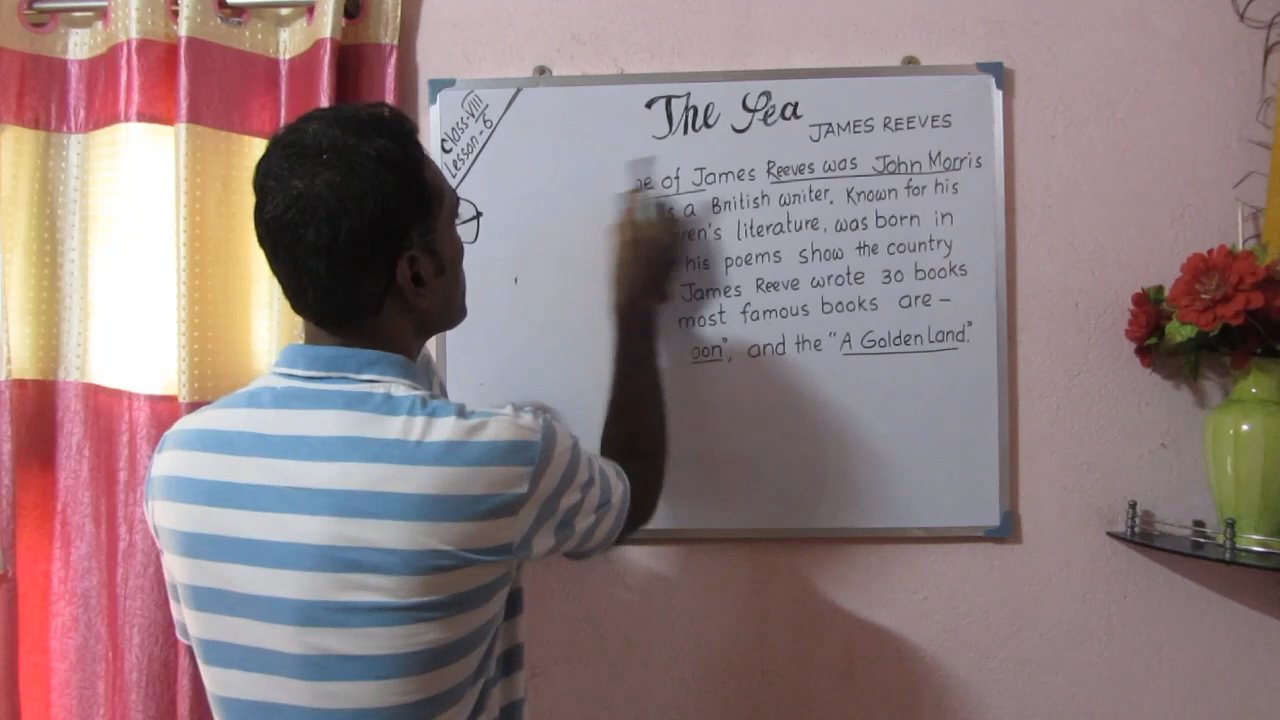 Class-VIII
Lesson-6
The Sea
JAMES REEVES
of James Reeves was John Morris
a British writer. Known for his
literature, was born in
his poems show the country
James Reeve wrote 30 books
most famous books are -
and the "A Golden Land".